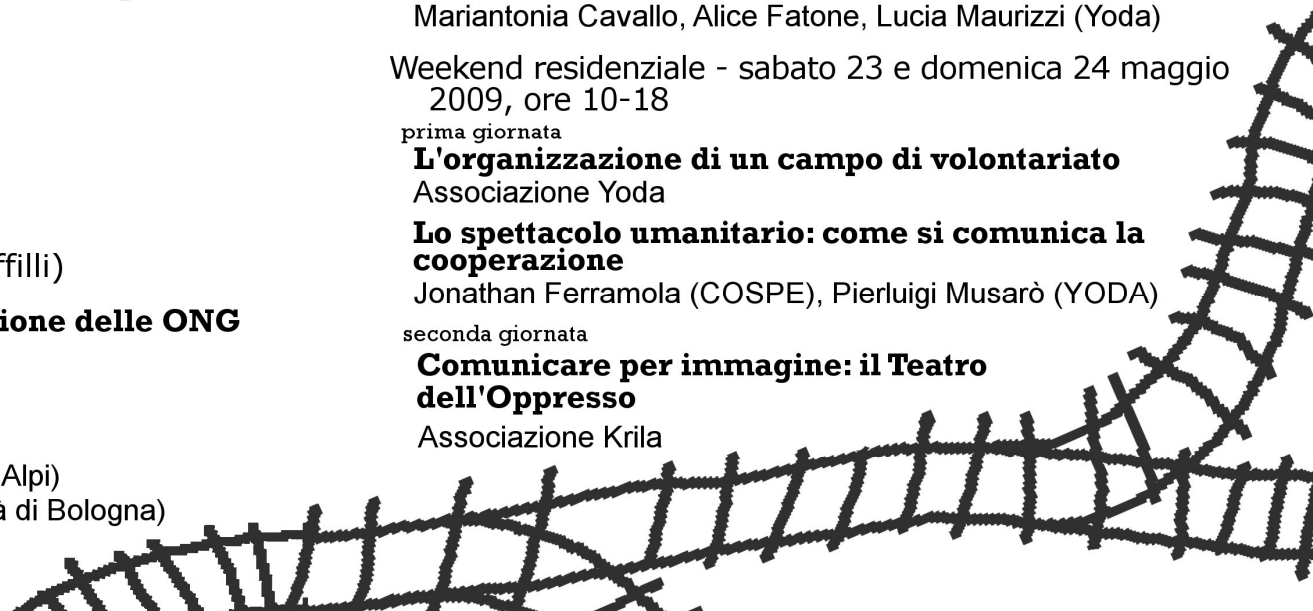 Mariantonia Cavallo, Alice Fatone, Lucia Maurizzi (Yoda)
Weekend residenziale - sabato 23 e domenica 24 maggio
2009, ore 10-18
prima giornata
L'organizzazione di un campo di volontariato
Associazione Yoda
Lo spettacolo umanitario: come si comunica la
cooperazione
Jonathan Ferramola (COSPE), Pierluigi Musarò (YODA)
seconda giornata
Comunicare per immagine: il Teatro
dell'Oppresso
Associazione Krila
ffilli)
ione delle ONG
Alpi)
à di Bologna)